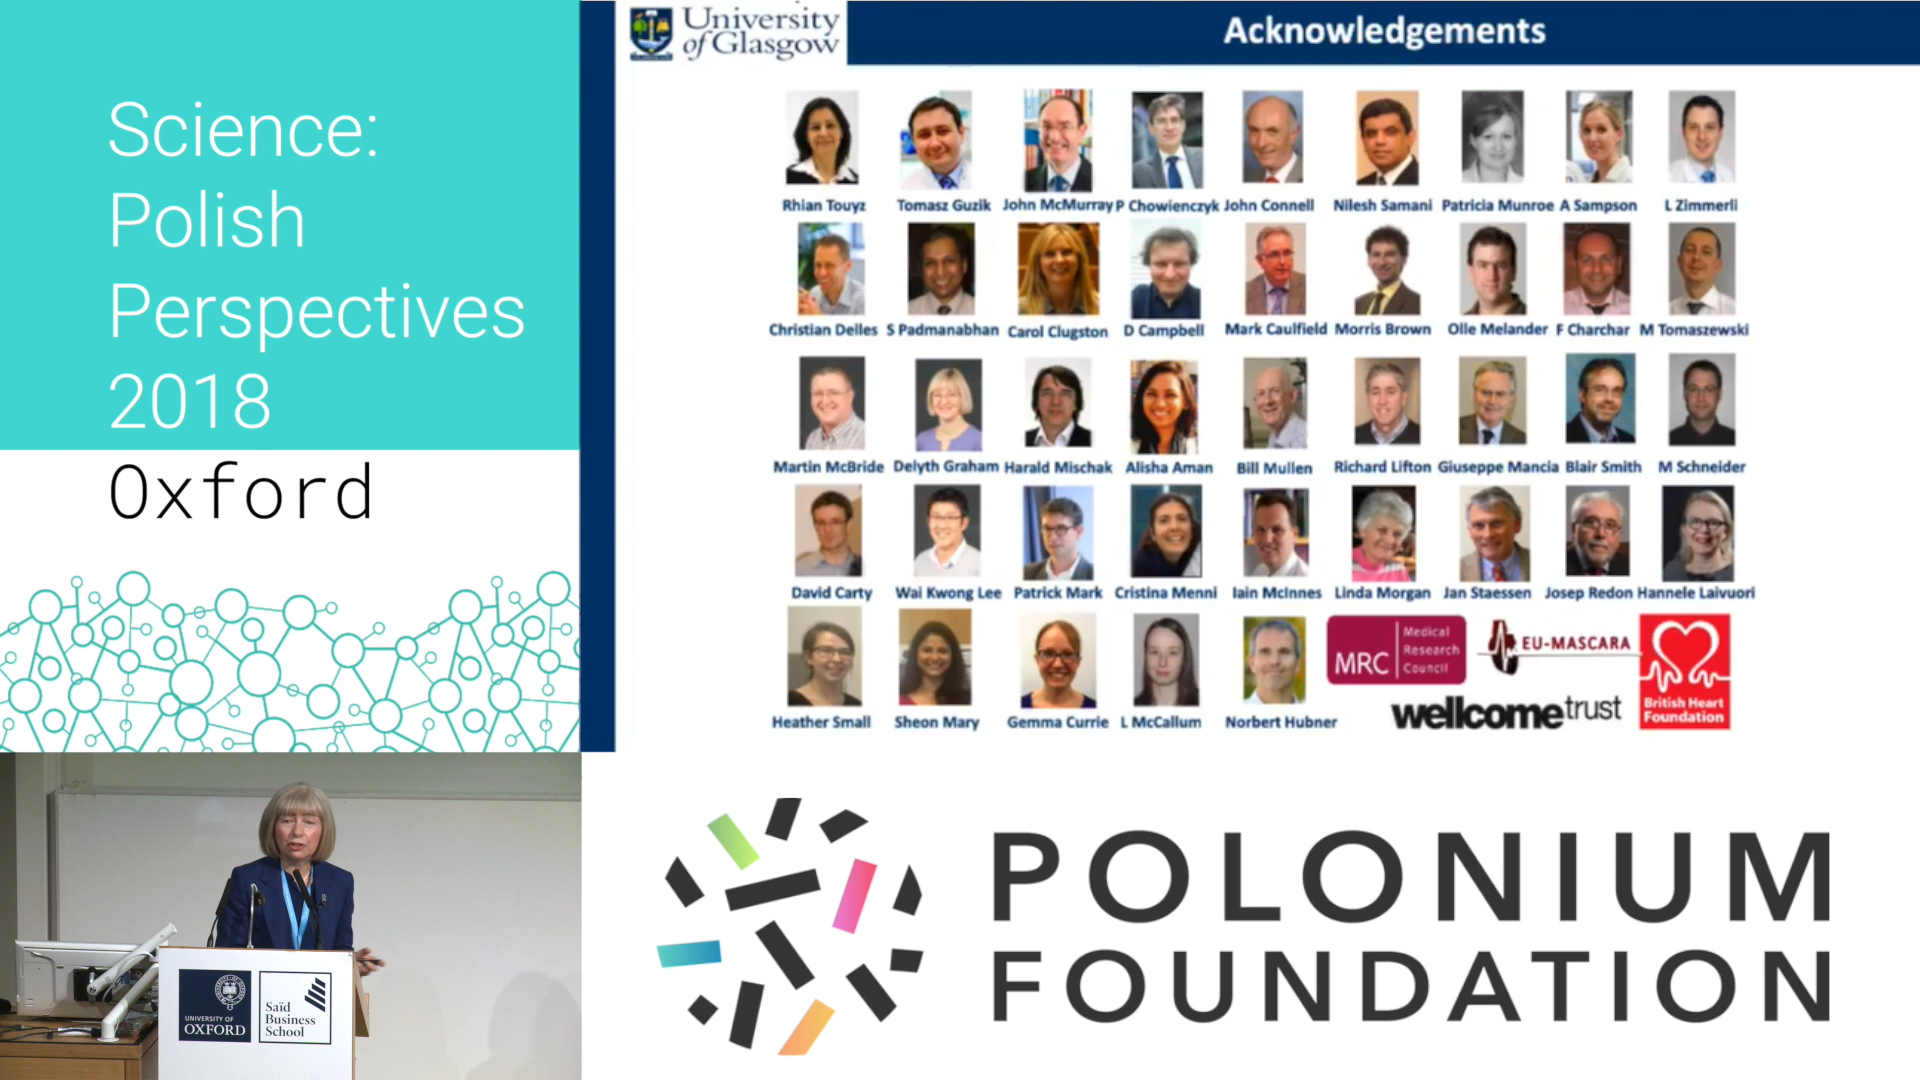 Science:
Polish
Perspectives
2018
Oxford
University
of Glasgow
Acknowledgements
Rhian Touyz Tomasz Guzik John McMurray P Chowienczyk John Connell Nilesh Samani Patricia Munroe A Sampson L Zimmerli
Christian Delles S Padmanabhan Carol Clugston D Campbell Mark Caulfield Morris Brown Olle Melander F Charchar M Tomaszewski
Martin McBride Delyth Graham Harald Mischak Alisha Aman Bill Mullen Richard Lifton Giuseppe Mancia Blair Smith M Schneider
David Carty Wai Kwong Lee Patrick Mark Cristina Menni Iain McInnes Linda Morgan Jan Staessen Josep Redon Hannele Laivuori
Heather Small Sheon Mary Gemma Currie L McCallum Norbert Hubner
MRC
Medical
Research
Council
EU-MASCARA
wellcometrust
British Heart
Foundation
UNIVERSITY OF
OXFORD
Saïd
Business
School
POLONIUM
FOUNDATION